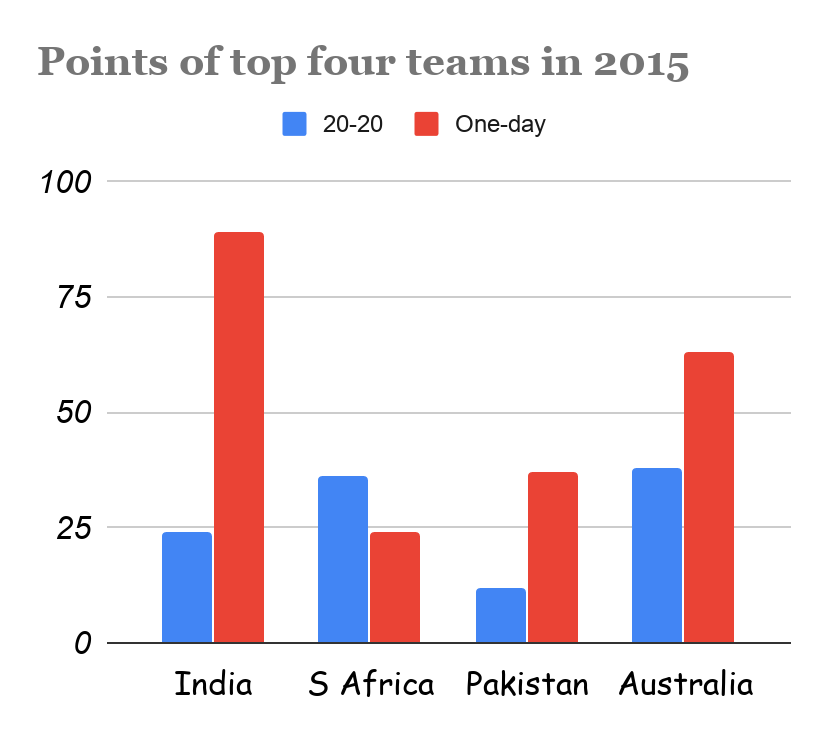 Points of top four teams in 2015
20-20 One-day
100
75
50
25
0
India S Africa Pakistan Australia